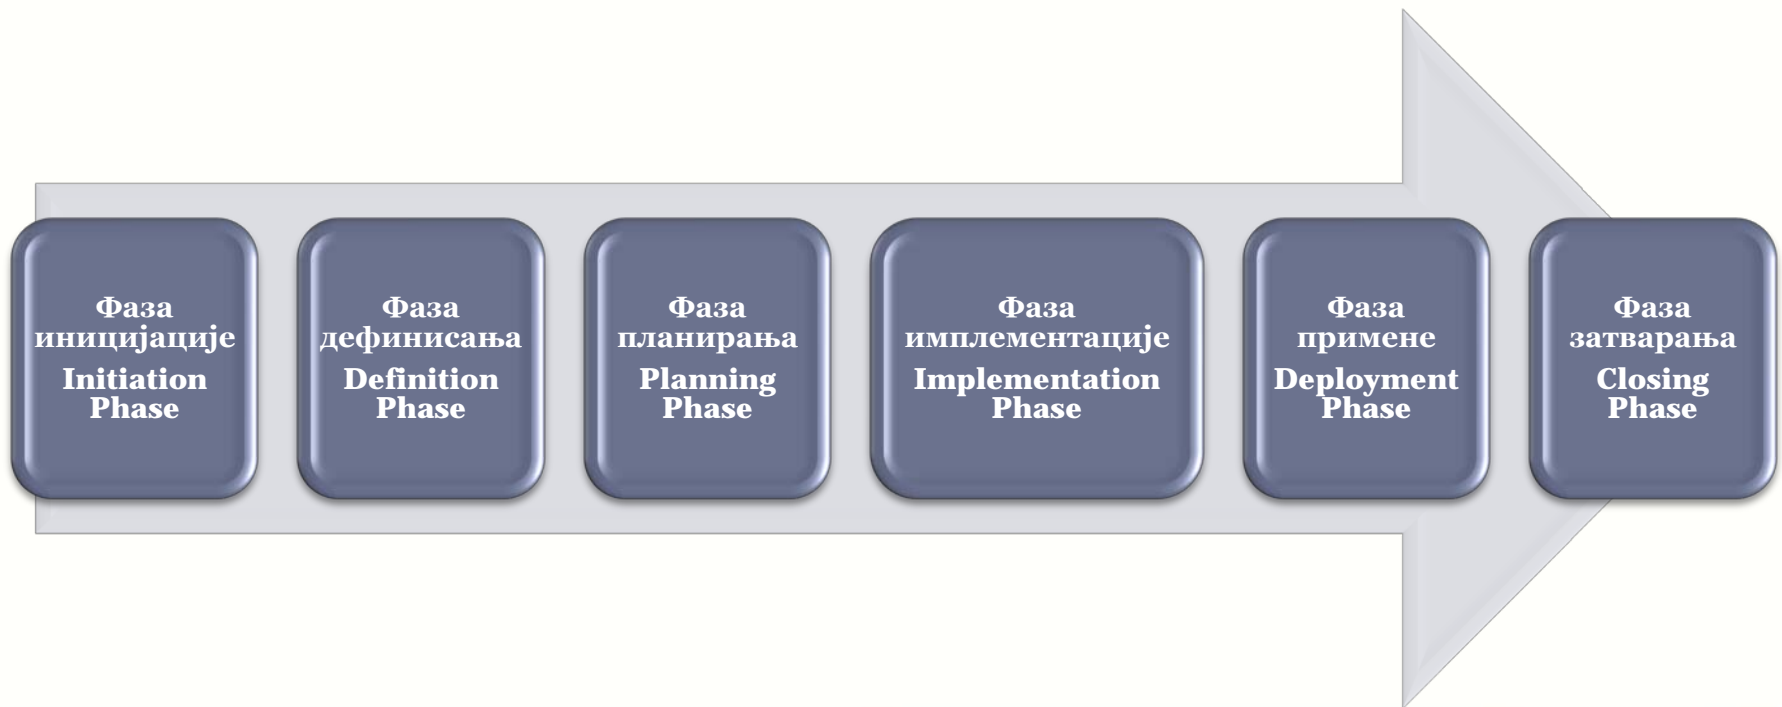 Фаза
иницијације
Initiation
Phase
Фаза
дефинисања
Definition
Phase
Фаза
планирања
Planning
Phase
Фаза
имплементације
Implementation
Phase
Фаза
примене
Deployment
Phase
Фаза
затварања
Closing
Phase